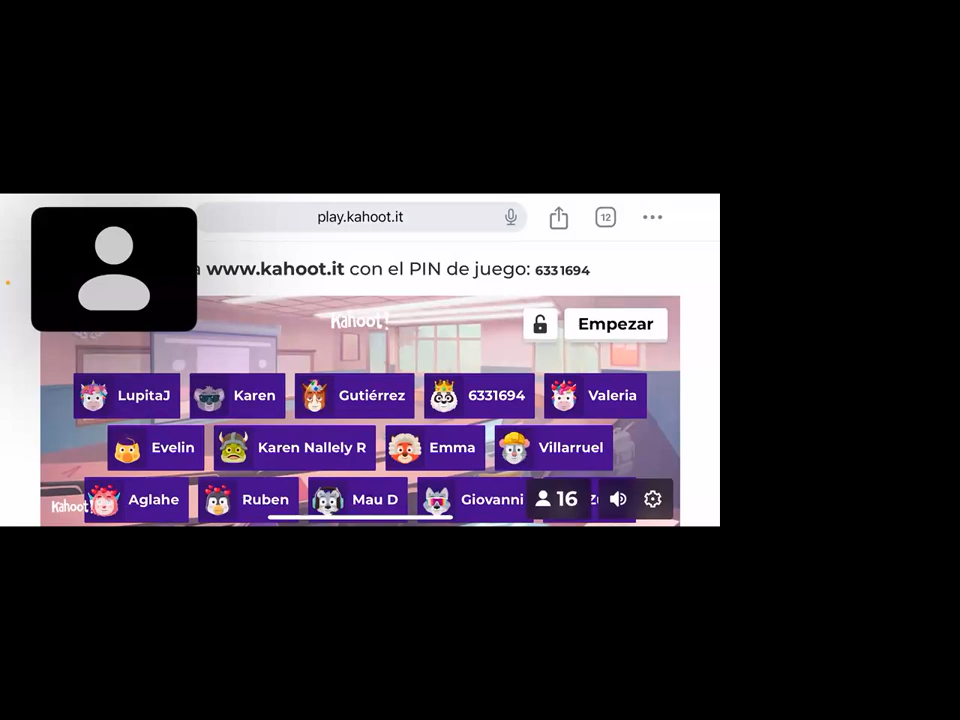 play.kahoot.it
12
www.kahoot.it con el PIN de juego: 6331694
Kahoot!
Empezar
LupitaJ Karen Gutiérrez 6331694 Valeria
Evelin Karen Nallely R Emma Villarruel
Aglahe Ruben Mau D Giovanni
16
Kahoot!